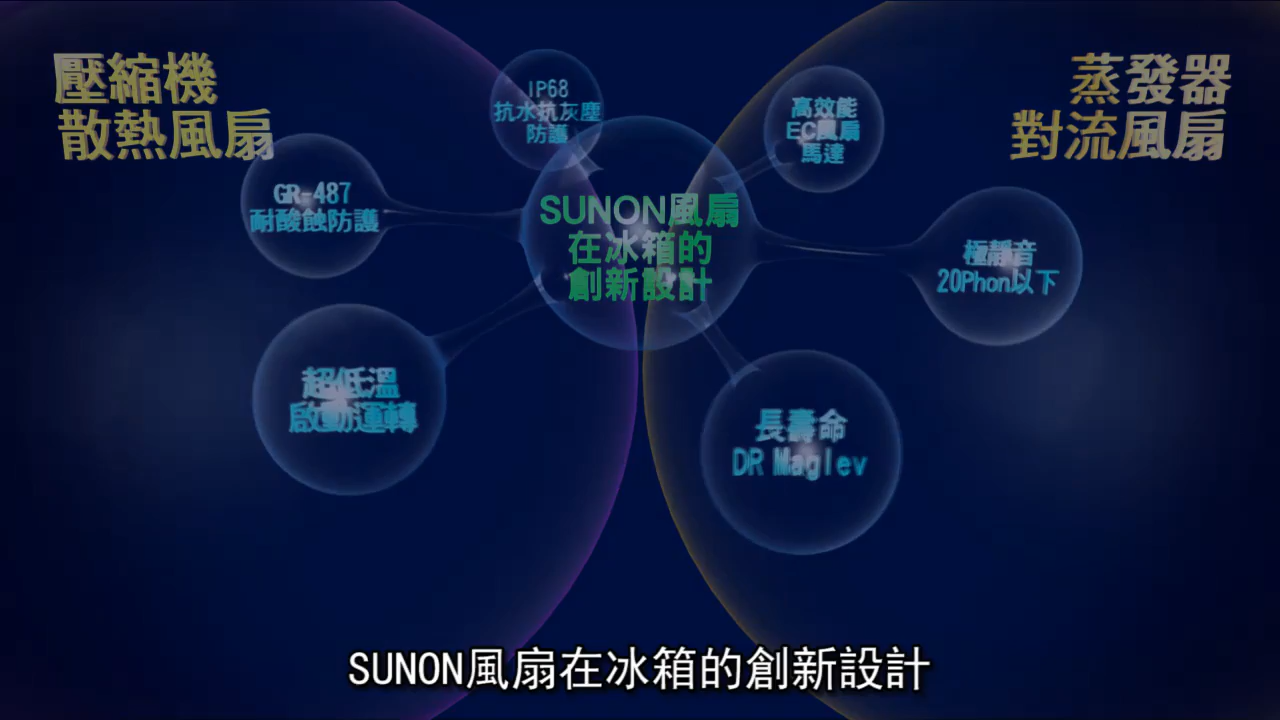 壓縮機
散熱風扇
蒸發器
對流風扇
IP68
抗水抗灰塵
防護
高效能
EC風扇
馬達
GR-487
耐酸蝕防護
SUNON風扇
在冰箱的
創新設計
極靜音
20Phon以下
超低溫
啟動運轉
長壽命
DR Maglev
SUNON風扇在冰箱的創新設計